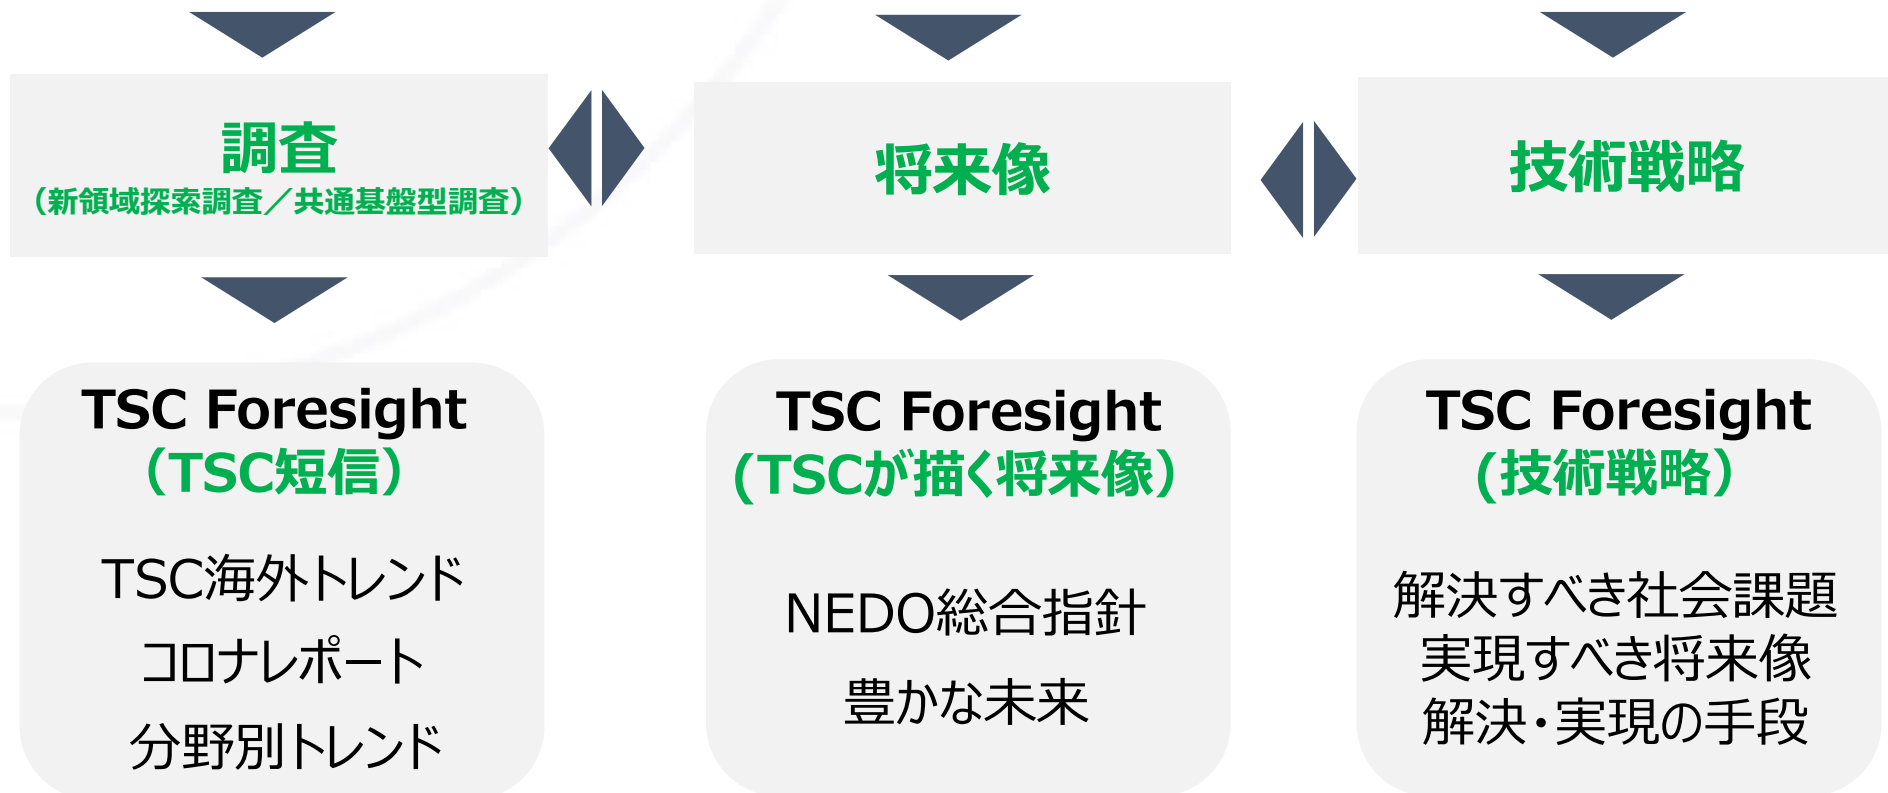 調査
（新領域探索調査／共通基盤型調査）
将来像
技術戦略
TSC Foresight
（TSC短信）
TSC海外トレンド
コロナレポート
分野別トレンド
TSC Foresight
(TSCが描く将来像）
NEDO総合指針
豊かな未来
TSC Foresight
(技術戦略）
解決すべき社会課題
実現すべき将来像
解決・実現の手段